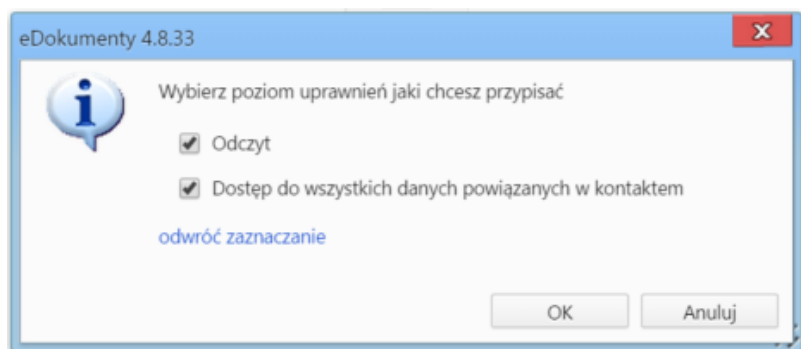 eDokumenty 4.8.33
Wybierz poziom uprawnień jaki chcesz przypisać
Odczyt
Dostęp do wszystkich danych powiązanych w kontaktem
odwróć zaznaczanie
OK
Anuluj